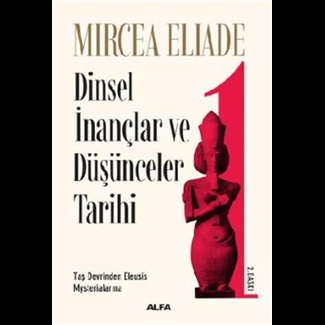 MIRCEA ELIADE
Dinsel
İnançlar ve
Düşünceler
Tarihi
1
Taş Devrinden Eleusis
Mysterialarına
2. BASKI
ALFA